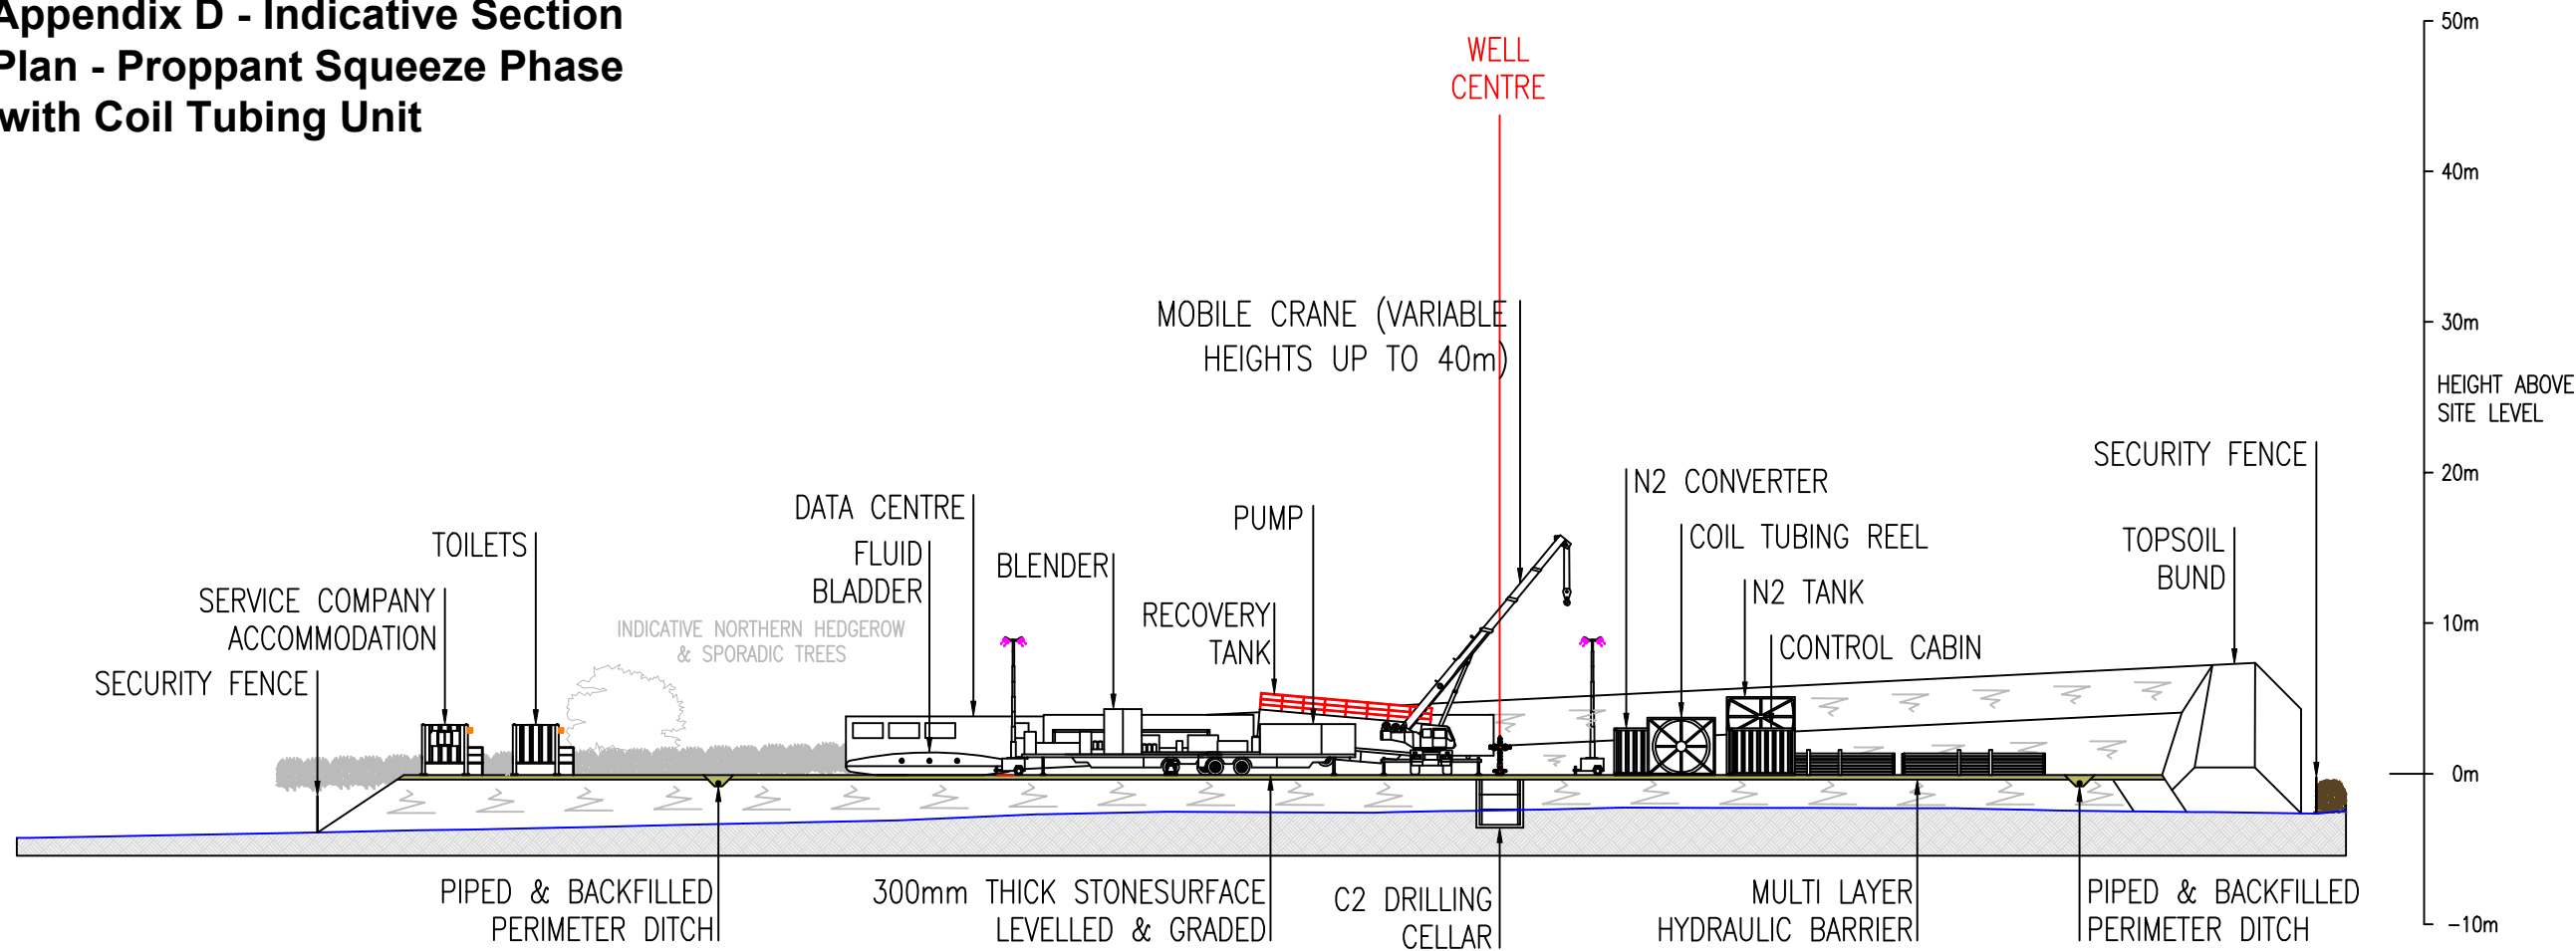 Appendix D - Indicative Section
Plan - Proppant Squeeze Phase
with Coil Tubing Unit
WELL
CENTRE
50m
40m
30m
HEIGHT ABOVE
SITE LEVEL
20m
10m
0m
-10m
MOBILE CRANE (VARIABLE
HEIGHTS UP TO 40m)
SECURITY FENCE
SERVICE COMPANY
ACCOMMODATION
TOILETS
INDICATIVE NORTHERN HEDGEROW
& SPORADIC TREES
DATA CENTRE
FLUID
BLADDER
BLENDER
RECOVERY
TANK
PUMP
N2 CONVERTER
COIL TUBING REEL
N2 TANK
CONTROL CABIN
TOPSOIL
BUND
SECURITY FENCE
PIPED & BACKFILLED
PERIMETER DITCH
300mm THICK STONESURFACE
LEVELLED & GRADED
C2 DRILLING
CELLAR
MULTI LAYER
HYDRAULIC BARRIER
PIPED & BACKFILLED
PERIMETER DITCH